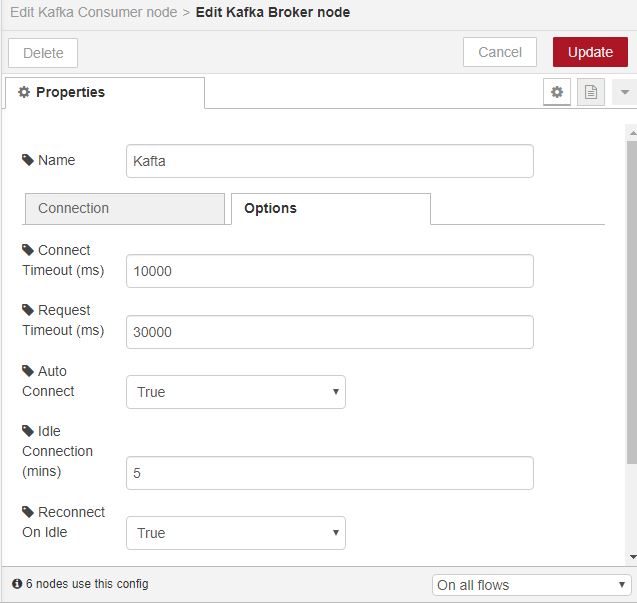 Edit Kafka Consumer node > Edit Kafka Broker node
Delete
Cancel
Update
Properties
Name
Kafta
Connection
Options
Connect
Timeout (ms)
10000
Request
Timeout (ms)
30000
Auto
Connect
True
Idle
Connection
(mins)
5
Reconnect
On Idle
True
6 nodes use this config
On all flows